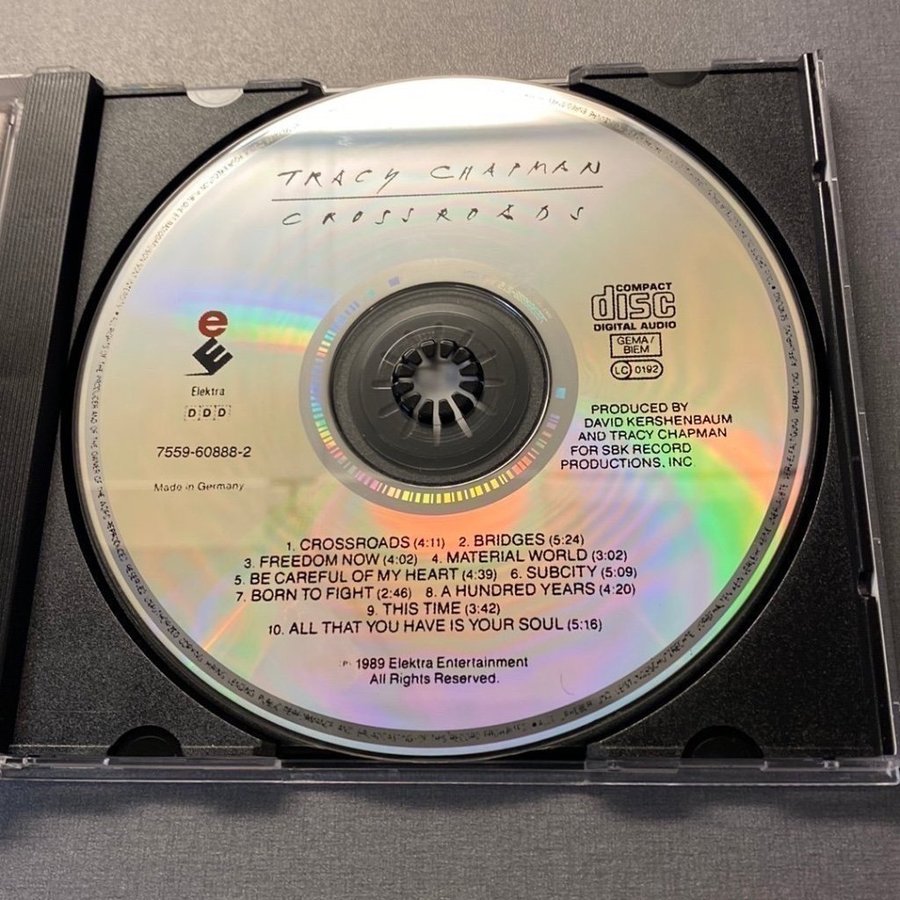 TRACY CHAPMAN
CROSSROADS
COMPACT
disc
DIGITAL AUDIO
GEMA/
BIEM
LC 0192
e
E
Elektra
DDD
7559-60888-2
Made in Germany
PRODUCED BY
DAVID KERSHENBAUM
AND TRACY CHAPMAN
FOR SBK RECORD
PRODUCTIONS, INC
1. CROSSROADS (4:11) 2. BRIDGES (5:24)
3. FREEDOM NOW (4:02) 4. MATERIAL WORLD (3:02)
5. BE CAREFUL OF MY HEART (4:39) 6. SUBCITY (5:09)
7. BORN TO FIGHT (2:46) 8. A HUNDRED YEARS (4:20)
9. THIS TIME (3:42)
10. ALL THAT YOU HAVE IS YOUR SOUL (5:16)
℗ 1989 Elektra Entertainment
All Rights Reserved.